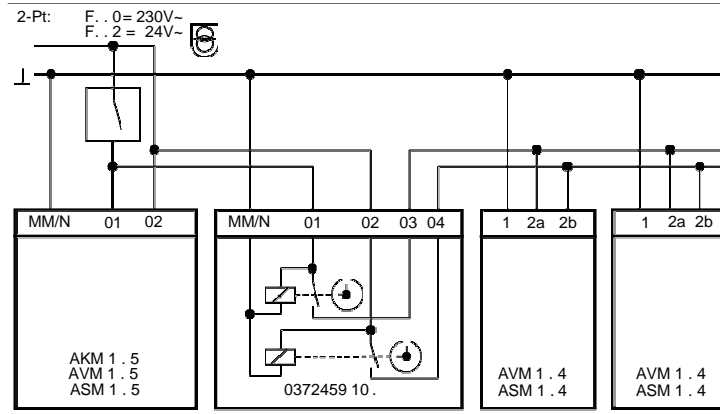 2-Pt: F. . 0 = 230V~
F. . 2 = 24V~
MM/N 01 02
MM/N 01 02 03 04
1 2a 2b
1 2a 2b
AKM 1 . 5
AVM 1 . 5
ASM 1 . 5
0372459 10 .
AVM 1 . 4
ASM 1 . 4
AVM 1 . 4
ASM 1 . 4